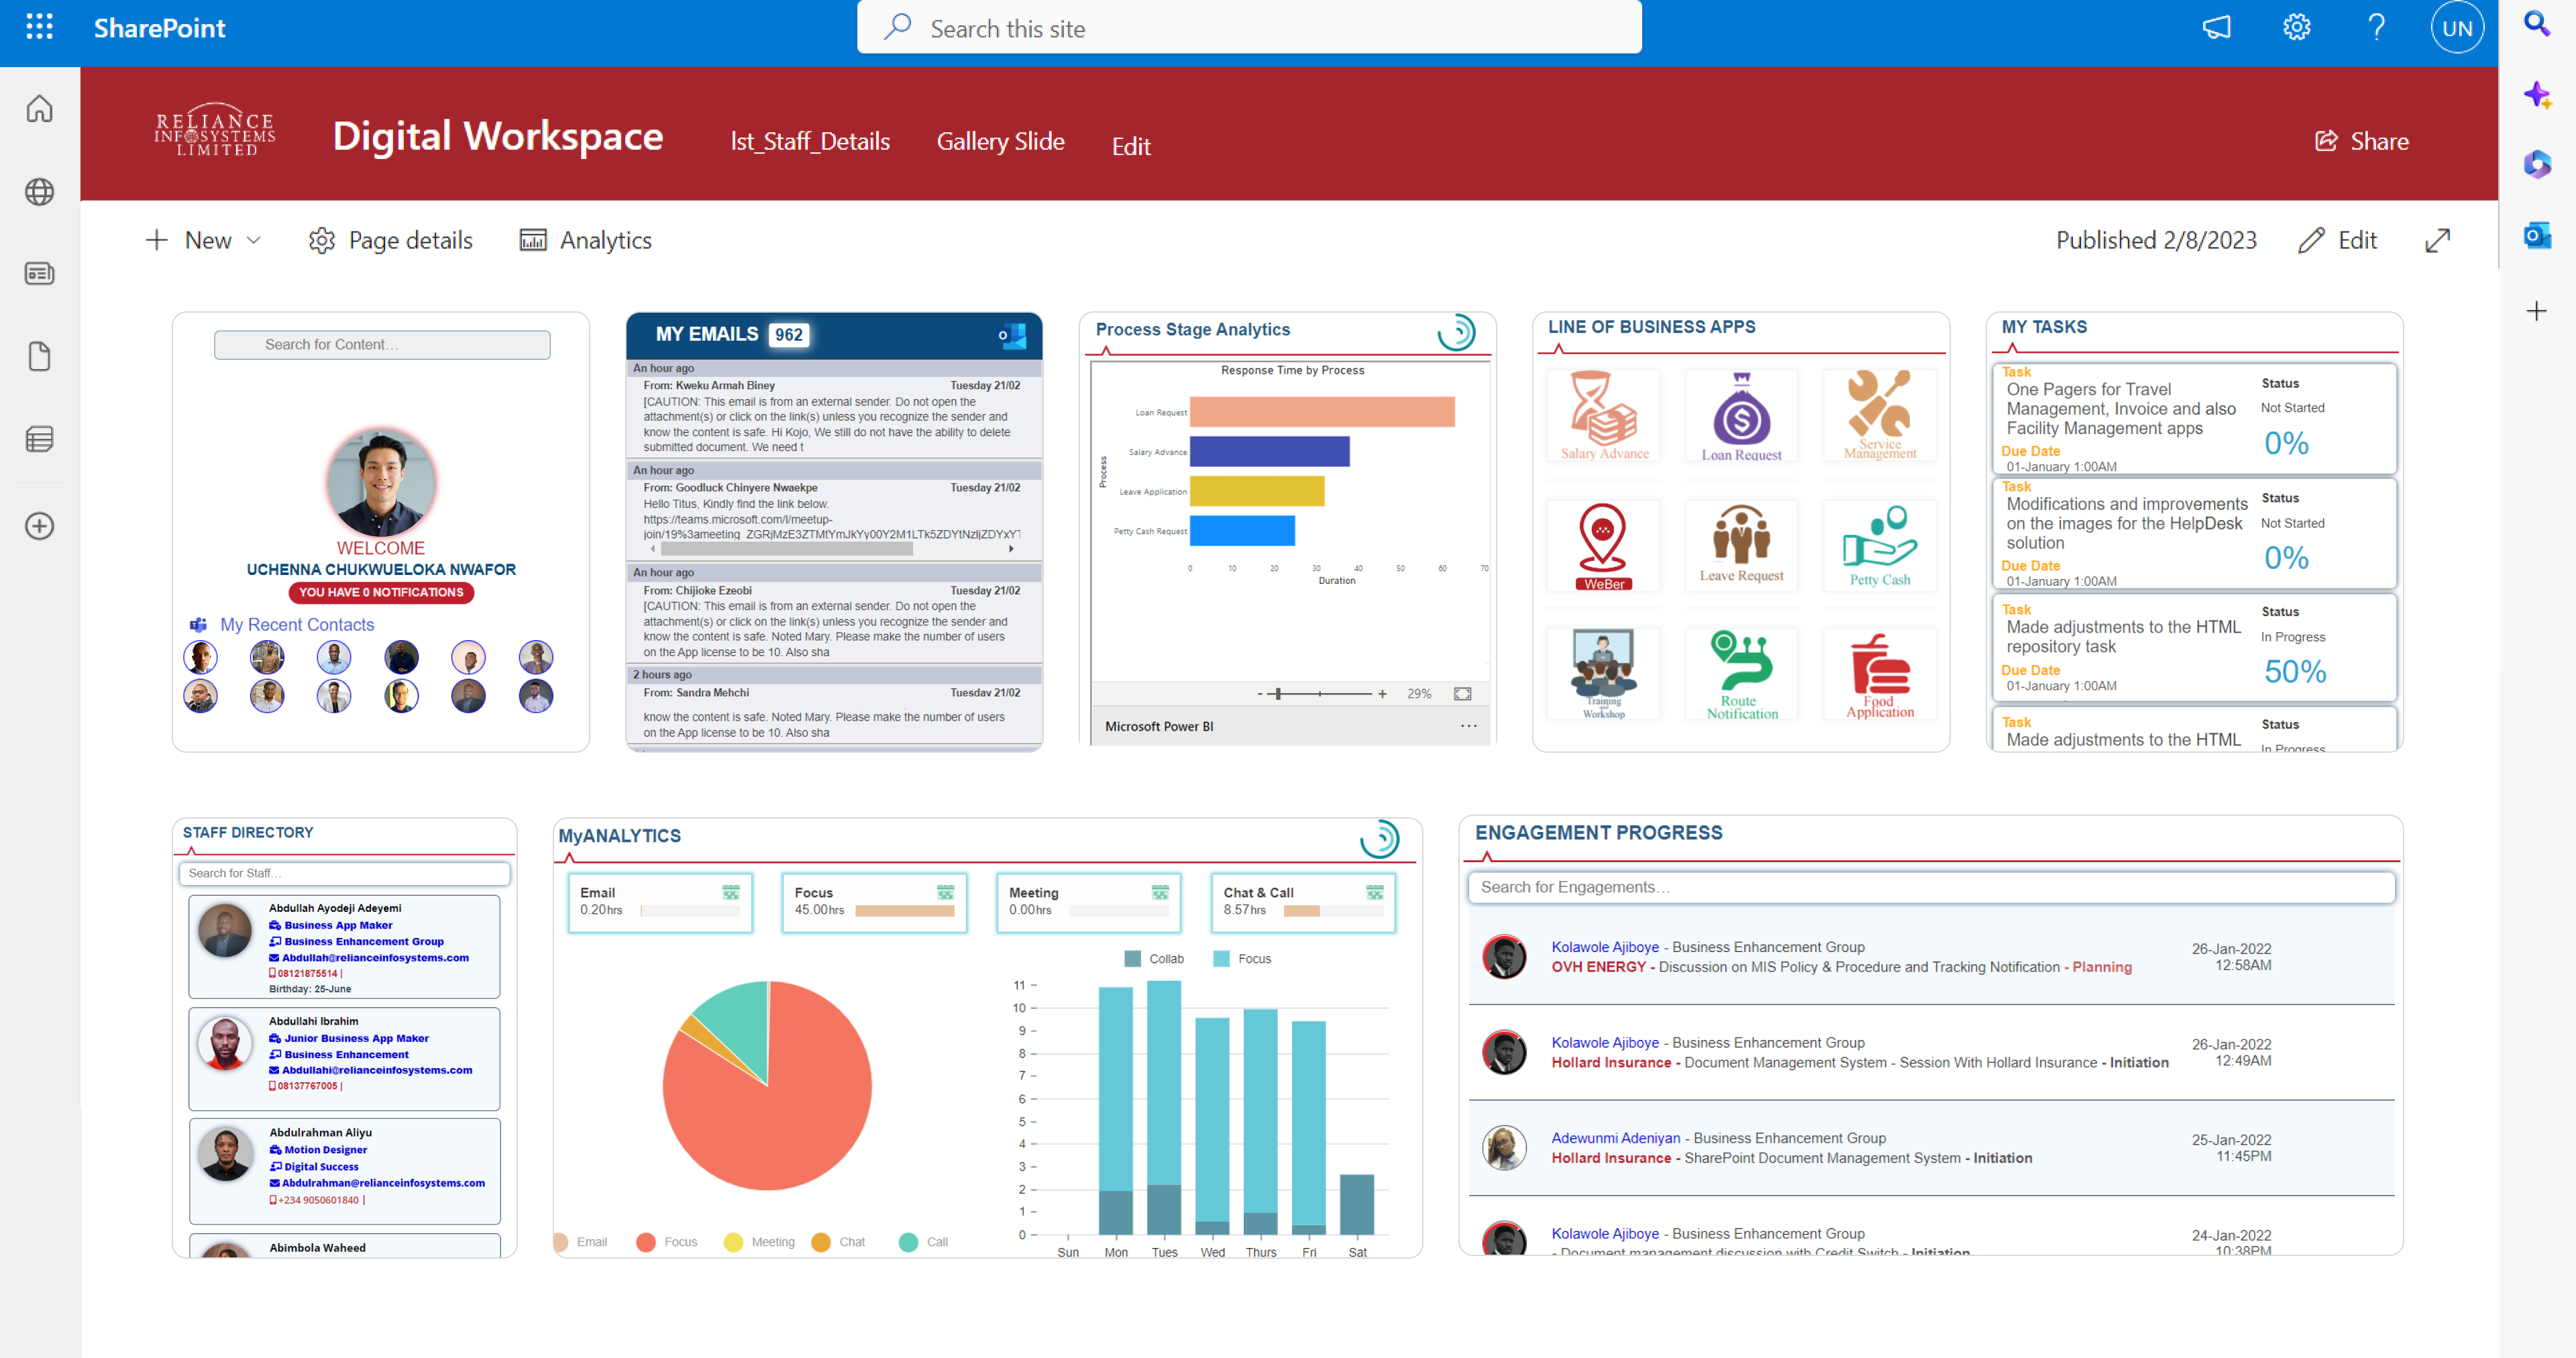 SharePoint
Search this site
UN
RELIANCE
INFOSYSTEMS
LIMITED
Digital Workspace
lst_Staff_Details
Gallery Slide
Edit
Share
New
Page details
Analytics
Published 2/8/2023
Edit
Search for Content...
WELCOME
UCHENNA CHUKWUELOKA NWAFOR
YOU HAVE 0 NOTIFICATIONS
My Recent Contacts
MY EMAILS 962
An hour ago
From: Kweku Armah Biney Tuesday 21/02
[CAUTION: This email is from an external sender. Do not open the
attachment(s) or click on the link(s) unless you recognize the sender and
know the content is safe. Hi Kojo, We still do not have the ability to delete
submitted document. We need t
An hour ago
From: Goodluck Chinyere Nwaekpe Tuesday 21/02
Hello Titus, Kindly find the link below.
https://teams.microsoft.com/l/meetup-
An hour ago
From: Chijioke Ezeobi Tuesday 21/02
[CAUTION: This email is from an external sender. Do not open the
attachment(s) or click on the link(s) unless you recognize the sender and
know the content is safe. Noted Mary. Please make the number of users
on the App license to be 10. Also sha
2 hours ago
From: Sandra Mehchi Tuesday 21/02
know the content is safe. Noted Mary. Please make the number of users
on the App license to be 10. Also sha
Process Stage Analytics
Response Time by Process
Process
Loan Request
Salary Advance
Leave Application
Petty Cash Request
0 10 20 30 40 50 60 70
Duration
- + 29%
Microsoft Power BI ...
LINE OF BUSINESS APPS
Salary Advance
Loan Request
Service
Management
WeBer
Leave Request
Petty Cash
Training
and
Workshop
Route
Notification
Food
Application
MY TASKS
Task
One Pagers for Travel
Management, Invoice and also
Facility Management apps
Due Date
01-January 1:00AM
Status
Not Started
0%
Task
Modifications and improvements
on the images for the HelpDesk
solution
Due Date
01-January 1:00AM
Status
Not Started
0%
Task
Made adjustments to the HTML
repository task
Due Date
01-January 1:00AM
Status
In Progress
50%
Task
Made adjustments to the HTML
Status
In Progress
STAFF DIRECTORY
Search for Staff...
Abdullah Ayodeji Adeyemi
Business App Maker
Business Enhancement Group
Abdullah@relianceinfosystems.com
08121875514 |
Birthday: 25-June
Abdullahi Ibrahim
Junior Business App Maker
Business Enhancement
Abdullahi@relianceinfosystems.com
08137767005 |
Abdulrahman Aliyu
Motion Designer
Digital Success
Abdulrahman@relianceinfosystems.com
+234 9050601840 |
Abimbola Waheed
MyANALYTICS
Email
0.20hrs
Focus
45.00hrs
Meeting
0.00hrs
Chat & Call
8.57hrs
Email Focus Meeting Chat Call
Collab Focus
11
10
9
8
7
6
5
4
3
2
1
0
Sun Mon Tues Wed Thurs Fri Sat
ENGAGEMENT PROGRESS
Search for Engagements...
Kolawole Ajiboye - Business Enhancement Group 26-Jan-2022
OVH ENERGY - Discussion on MIS Policy & Procedure and Tracking Notification - Planning 12:58AM
Kolawole Ajiboye - Business Enhancement Group 26-Jan-2022
Hollard Insurance - Document Management System - Session With Hollard Insurance - Initiation 12:49AM
Adewunmi Adeniyan - Business Enhancement Group 25-Jan-2022
Hollard Insurance - SharePoint Document Management System - Initiation 11:45PM
Kolawole Ajiboye - Business Enhancement Group 24-Jan-2022
- Document management discussion with Credit Switch - Initiation 10:38PM